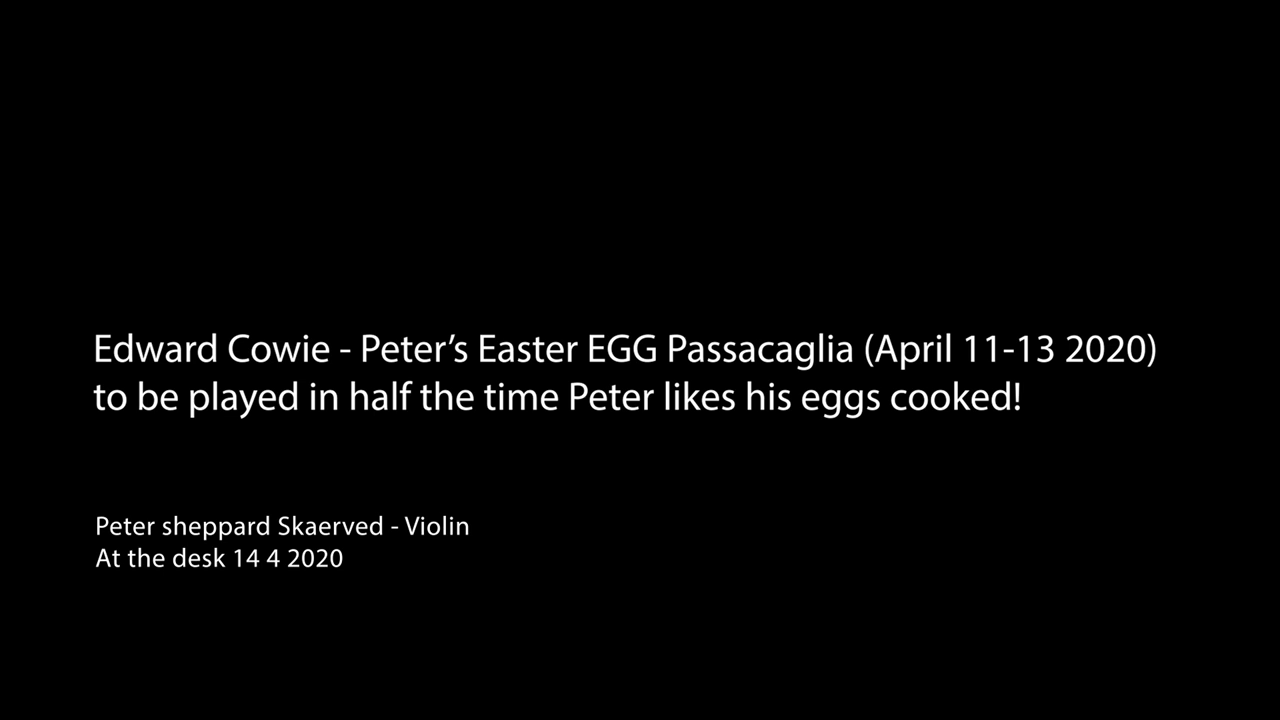 Edward Cowie - Peter’s Easter EGG Passacaglia (April 11-13 2020)
to be played in half the time Peter likes his eggs cooked!
Peter sheppard Skaerved - Violin
At the desk 14 4 2020